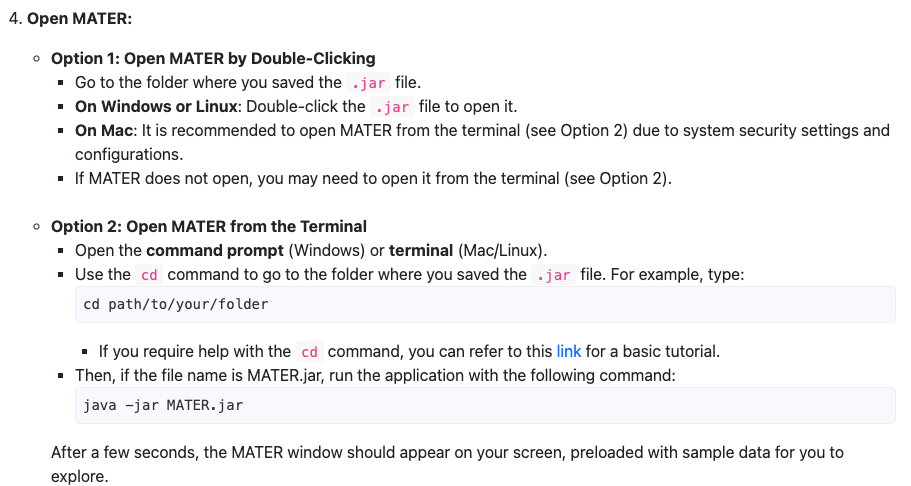 4. Open MATER:
Option 1: Open MATER by Double-Clicking
Go to the folder where you saved the .jar file.
On Windows or Linux: Double-click the .jar file to open it.
On Mac: It is recommended to open MATER from the terminal (see Option 2) due to system security settings and
configurations.
If MATER does not open, you may need to open it from the terminal (see Option 2).
Option 2: Open MATER from the Terminal
Open the command prompt (Windows) or terminal (Mac/Linux).
Use the cd command to go to the folder where you saved the .jar file. For example, type:
cd path/to/your/folder
If you require help with the cd command, you can refer to this link for a basic tutorial.
Then, if the file name is MATER.jar, run the application with the following command:
java –jar MATER.jar
After a few seconds, the MATER window should appear on your screen, preloaded with sample data for you to
explore.